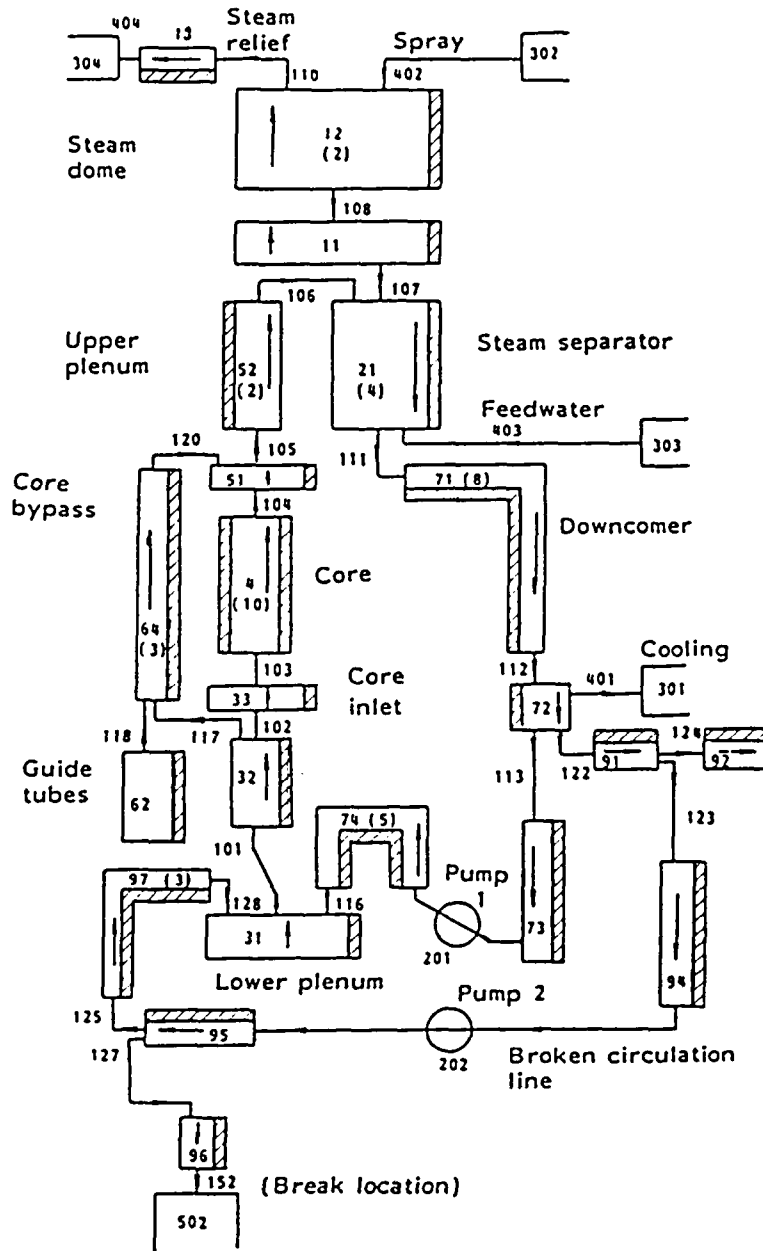 404
13
Steam
relief
304
110
Spray
402
302
12
(2)
Steam
dome
108
11
106
107
Upper
plenum
52
(2)
21
(4)
Steam separator
Feedwater
403
303
120
105
111
51
71 (8)
Core
bypass
104
Downcomer
4
(10)
Core
64
(3)
103
112
Cooling
401
301
33
Core
inlet
72
102
118
117
122
91
124
92
Guide
tubes
62
32
113
74 (5)
123
101
97 (3)
Pump
1
128
116
73
31
201
94
Lower plenum
Pump 2
125
95
127
202
Broken circulation
line
96
152
(Break location)
502